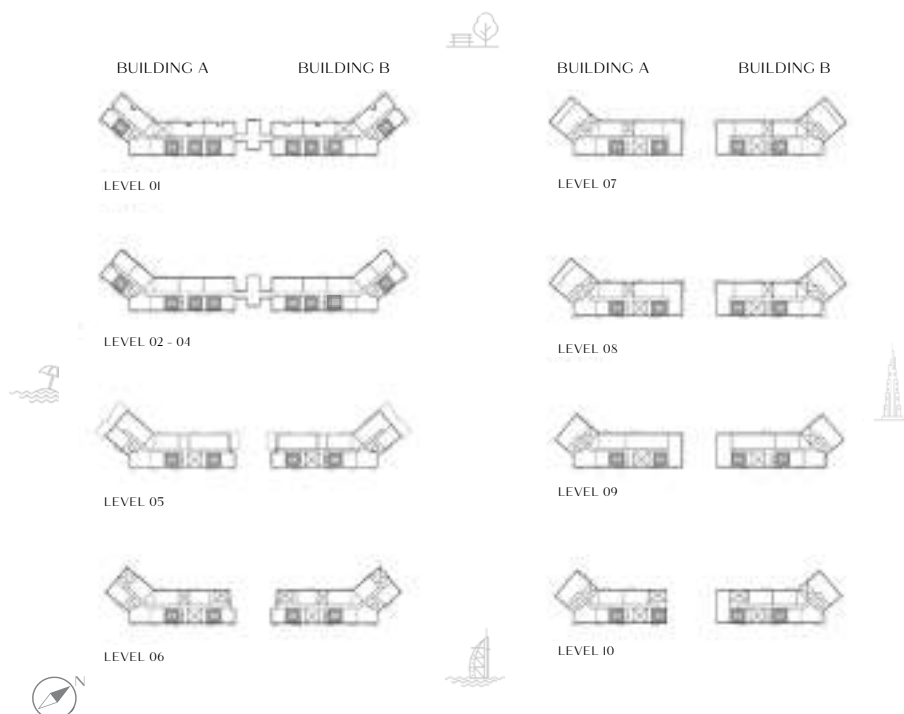 BUILDING A
BUILDING B
LEVEL 01
LEVEL 02 - 04
LEVEL 05
LEVEL 06
BUILDING A
BUILDING B
LEVEL 07
LEVEL 08
LEVEL 09
LEVEL 10
N